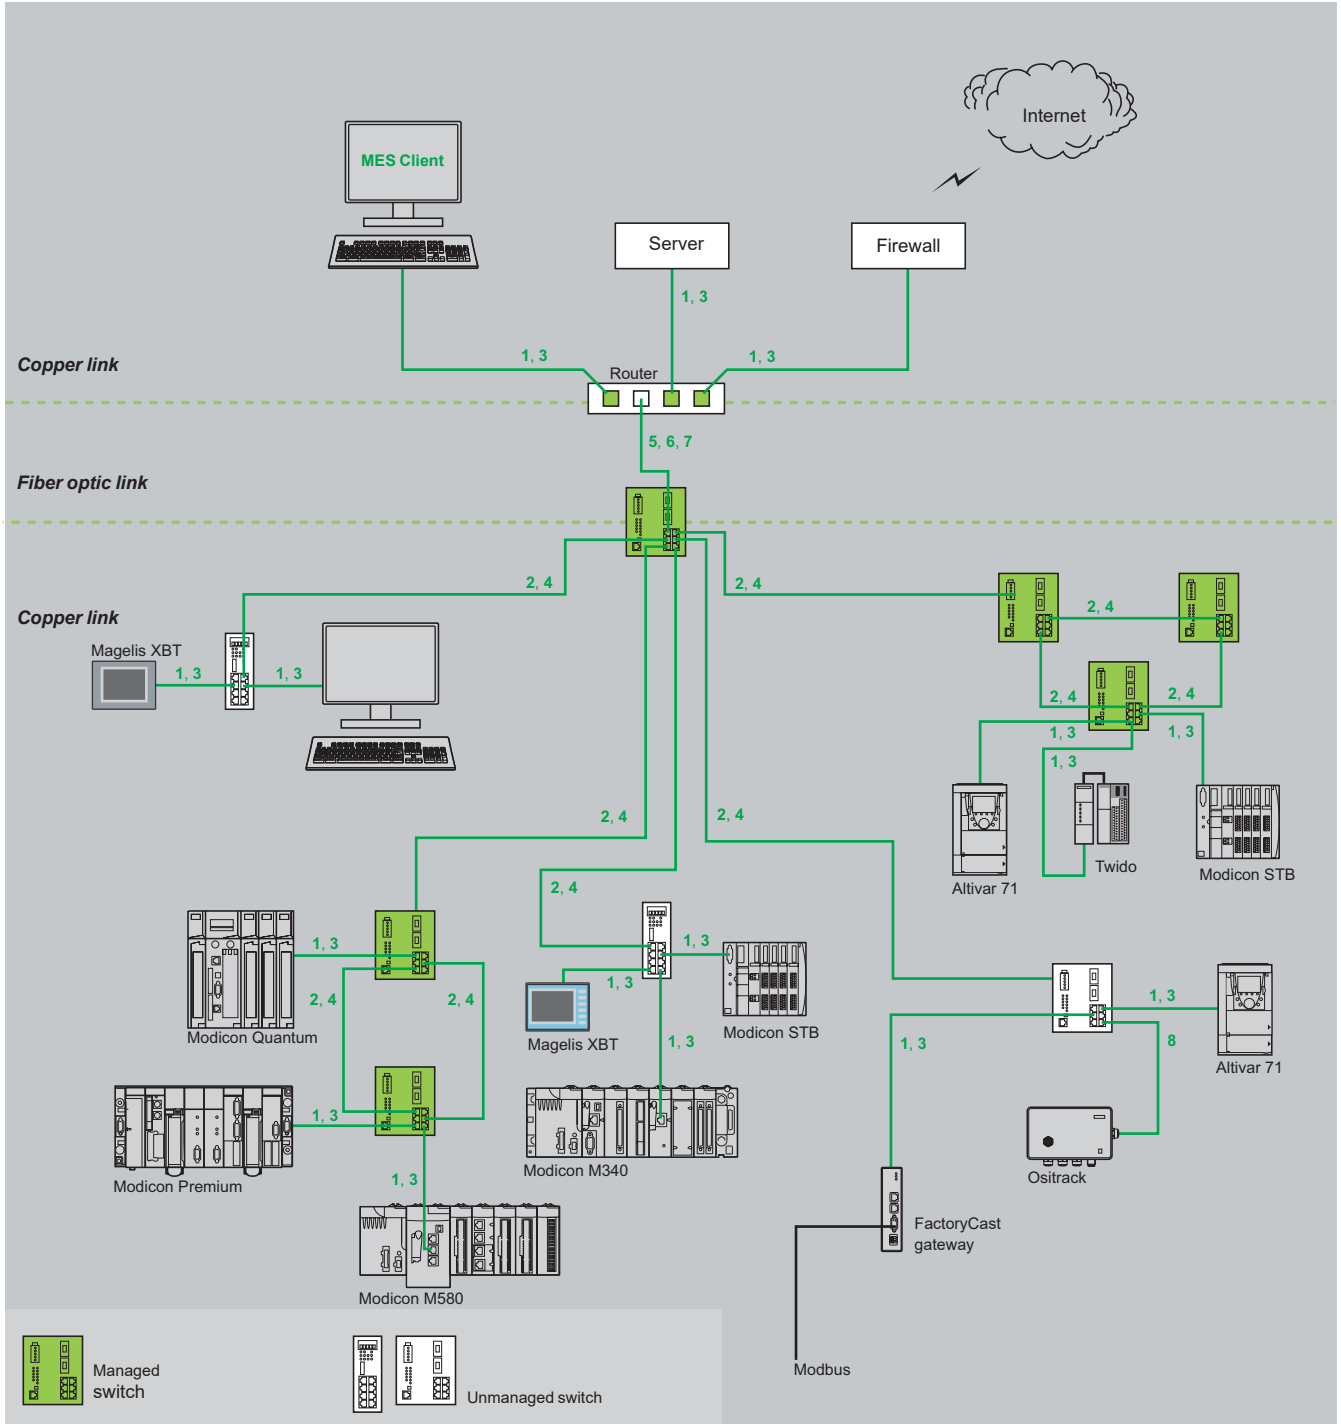 Internet
MES Client
Server
Firewall
1, 3
1, 3
1, 3
Copper link
Router
5, 6, 7
Fiber optic link
2, 4
2, 4
2, 4
Copper link
Magelis XBT
1, 3
1, 3
2, 4
2, 4
1, 3
1, 3
1, 3
2, 4
2, 4
Altivar 71
Twido
Modicon STB
2, 4
1, 3
1, 3
1, 3
2, 4
2, 4
Modicon Quantum
Magelis XBT
Modicon STB
1, 3
1, 3
1, 3
8
Altivar 71
1, 3
Modicon Premium
Modicon M340
Ositrack
1, 3
FactoryCast
gateway
Modicon M580
Modbus
Managed
switch
Unmanaged switch